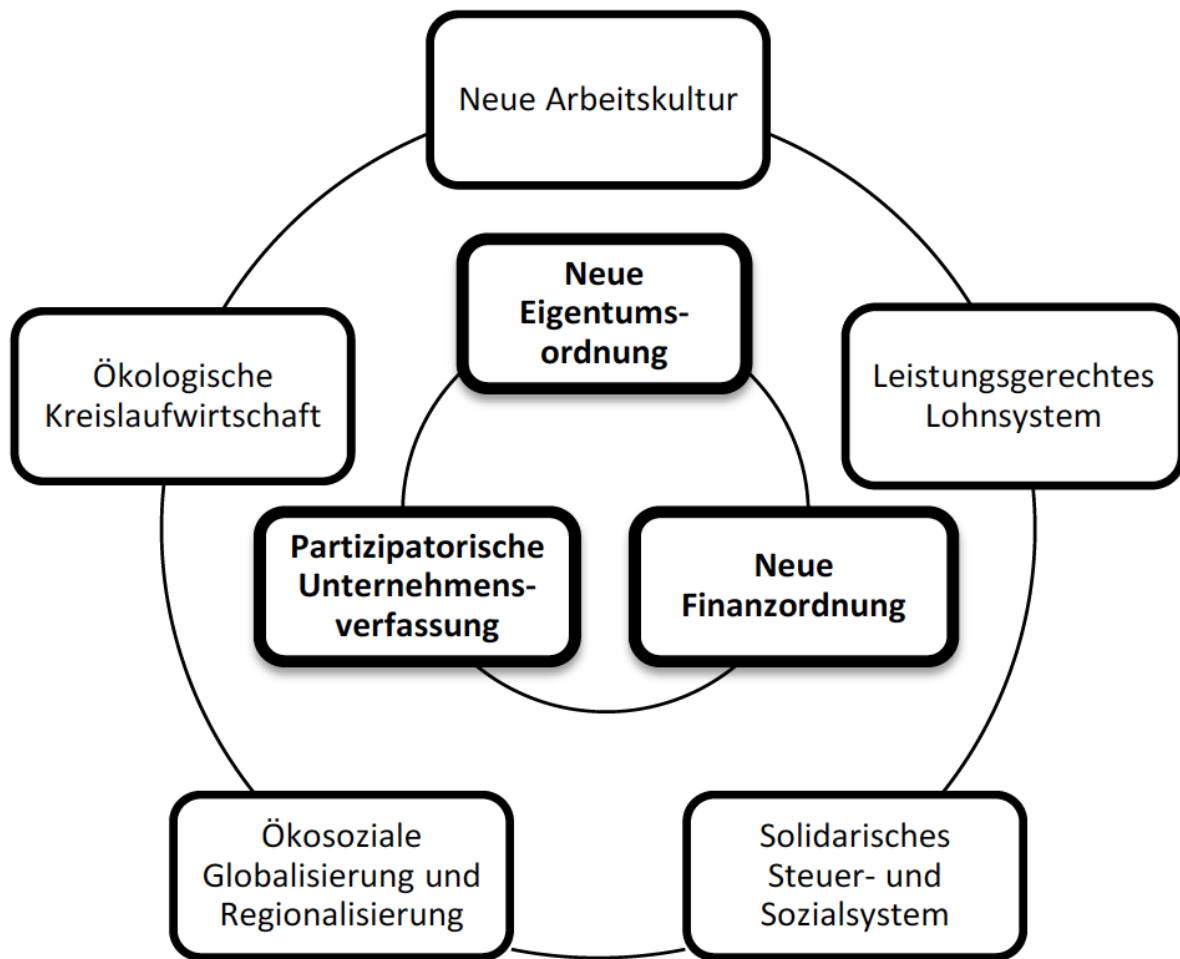 Neue Arbeitskultur
Neue
Eigentums-
ordnung
Ökologische
Kreislaufwirtschaft
Leistungsgerechtes
Lohnsystem
Partizipatorische
Unternehmens-
verfassung
Neue
Finanzordnung
Ökosoziale
Globalisierung und
Regionalisierung
Solidarisches
Steuer- und
Sozialsystem